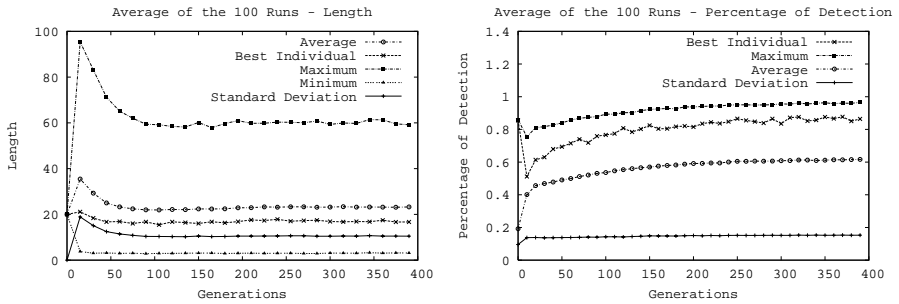 Average of the 100 Runs - Length
100
80
60
40
20
0
0 50 100 150 200 250 300 350 400
Length
Generations
Average
Best Individual
Maximum
Minimum
Standard Deviation
Average of the 100 Runs - Percentage of Detection
1.4
1.2
1
0.8
0.6
0.4
0.2
0
0 50 100 150 200 250 300 350 400
Percentage of Detection
Generations
Best Individual
Maximum
Average
Standard Deviation